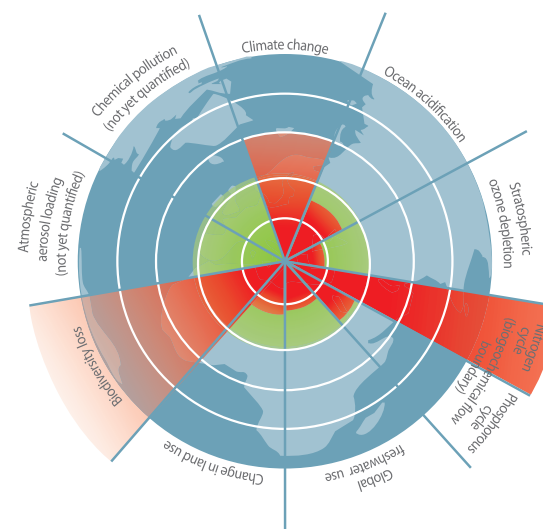 Climate change
Ocean acidification
Stratospheric
ozone depletion
Nitrogen
cycle
(biogeochemical flow
boundary)
Phosphorous
cycle
Global
freshwater use
Change in land use
Biodiversity loss
Atmospheric
aerosol loading
(not yet quantified)
Chemical pollution
(not yet quantified)